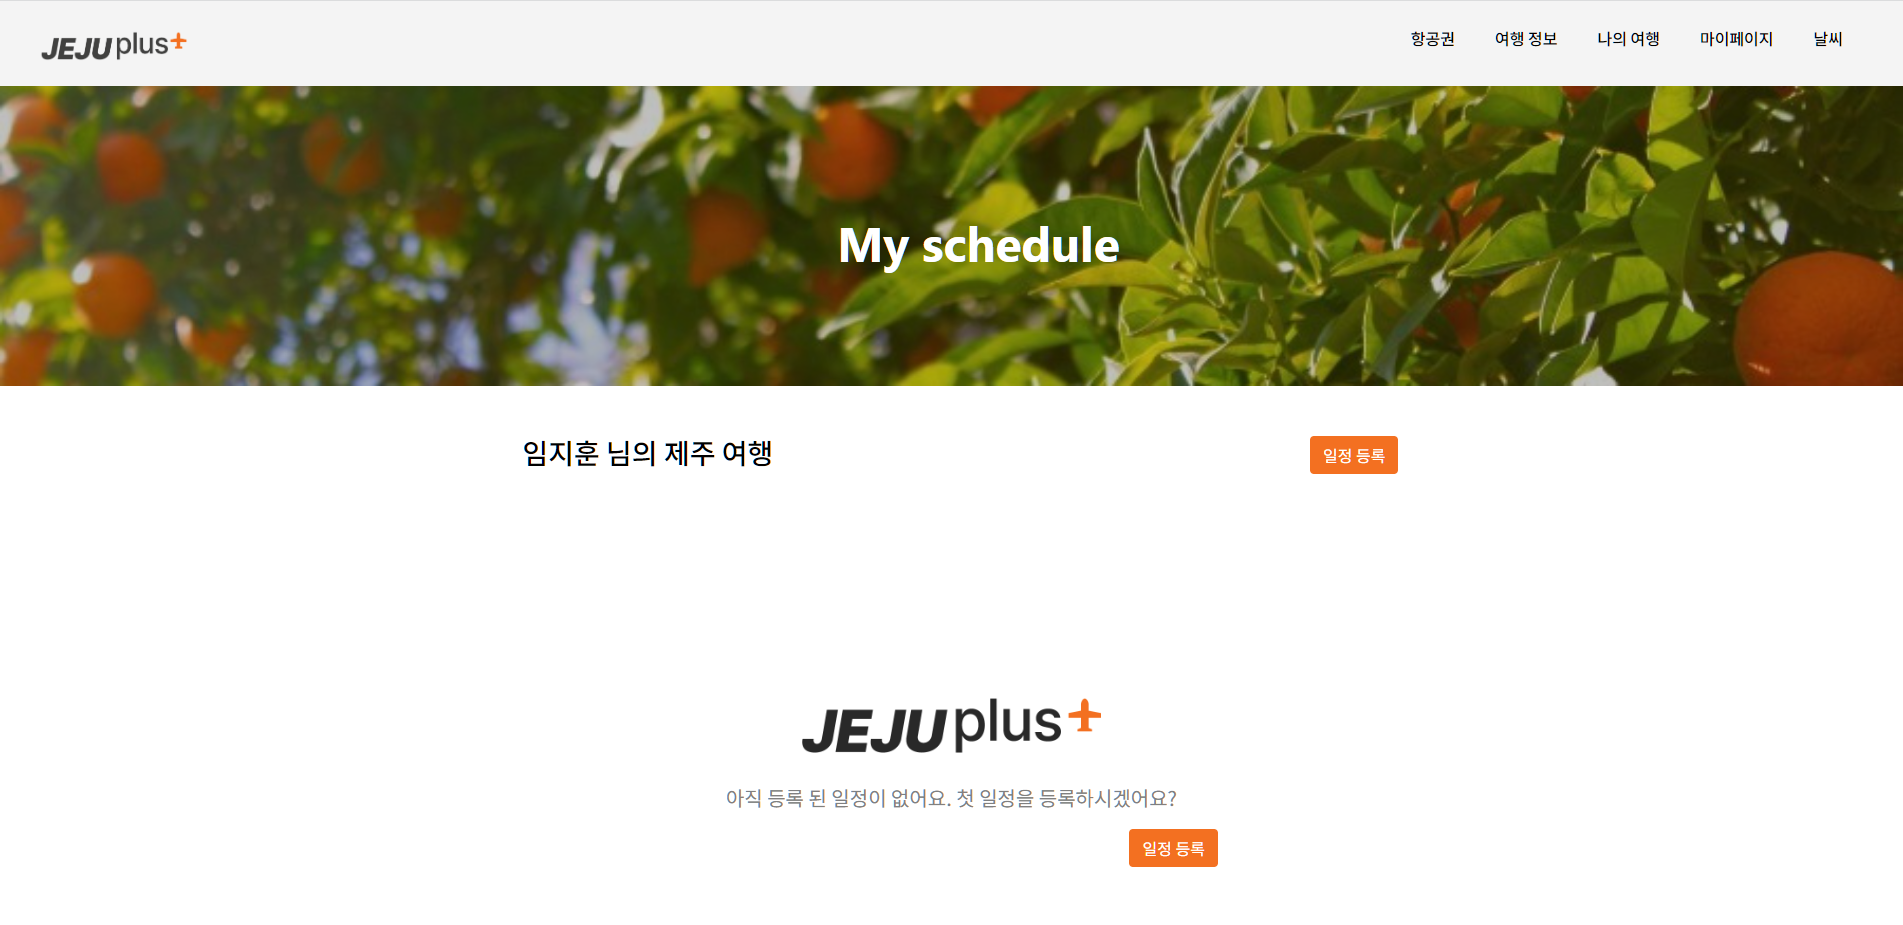 JEJU plus
항공권 여행 정보 나의 여행 마이페이지 날씨
My schedule
임지훈 님의 제주 여행
일정 등록
JEJU plus
아직 등록 된 일정이 없어요. 첫 일정을 등록하시겠어요?
일정 등록